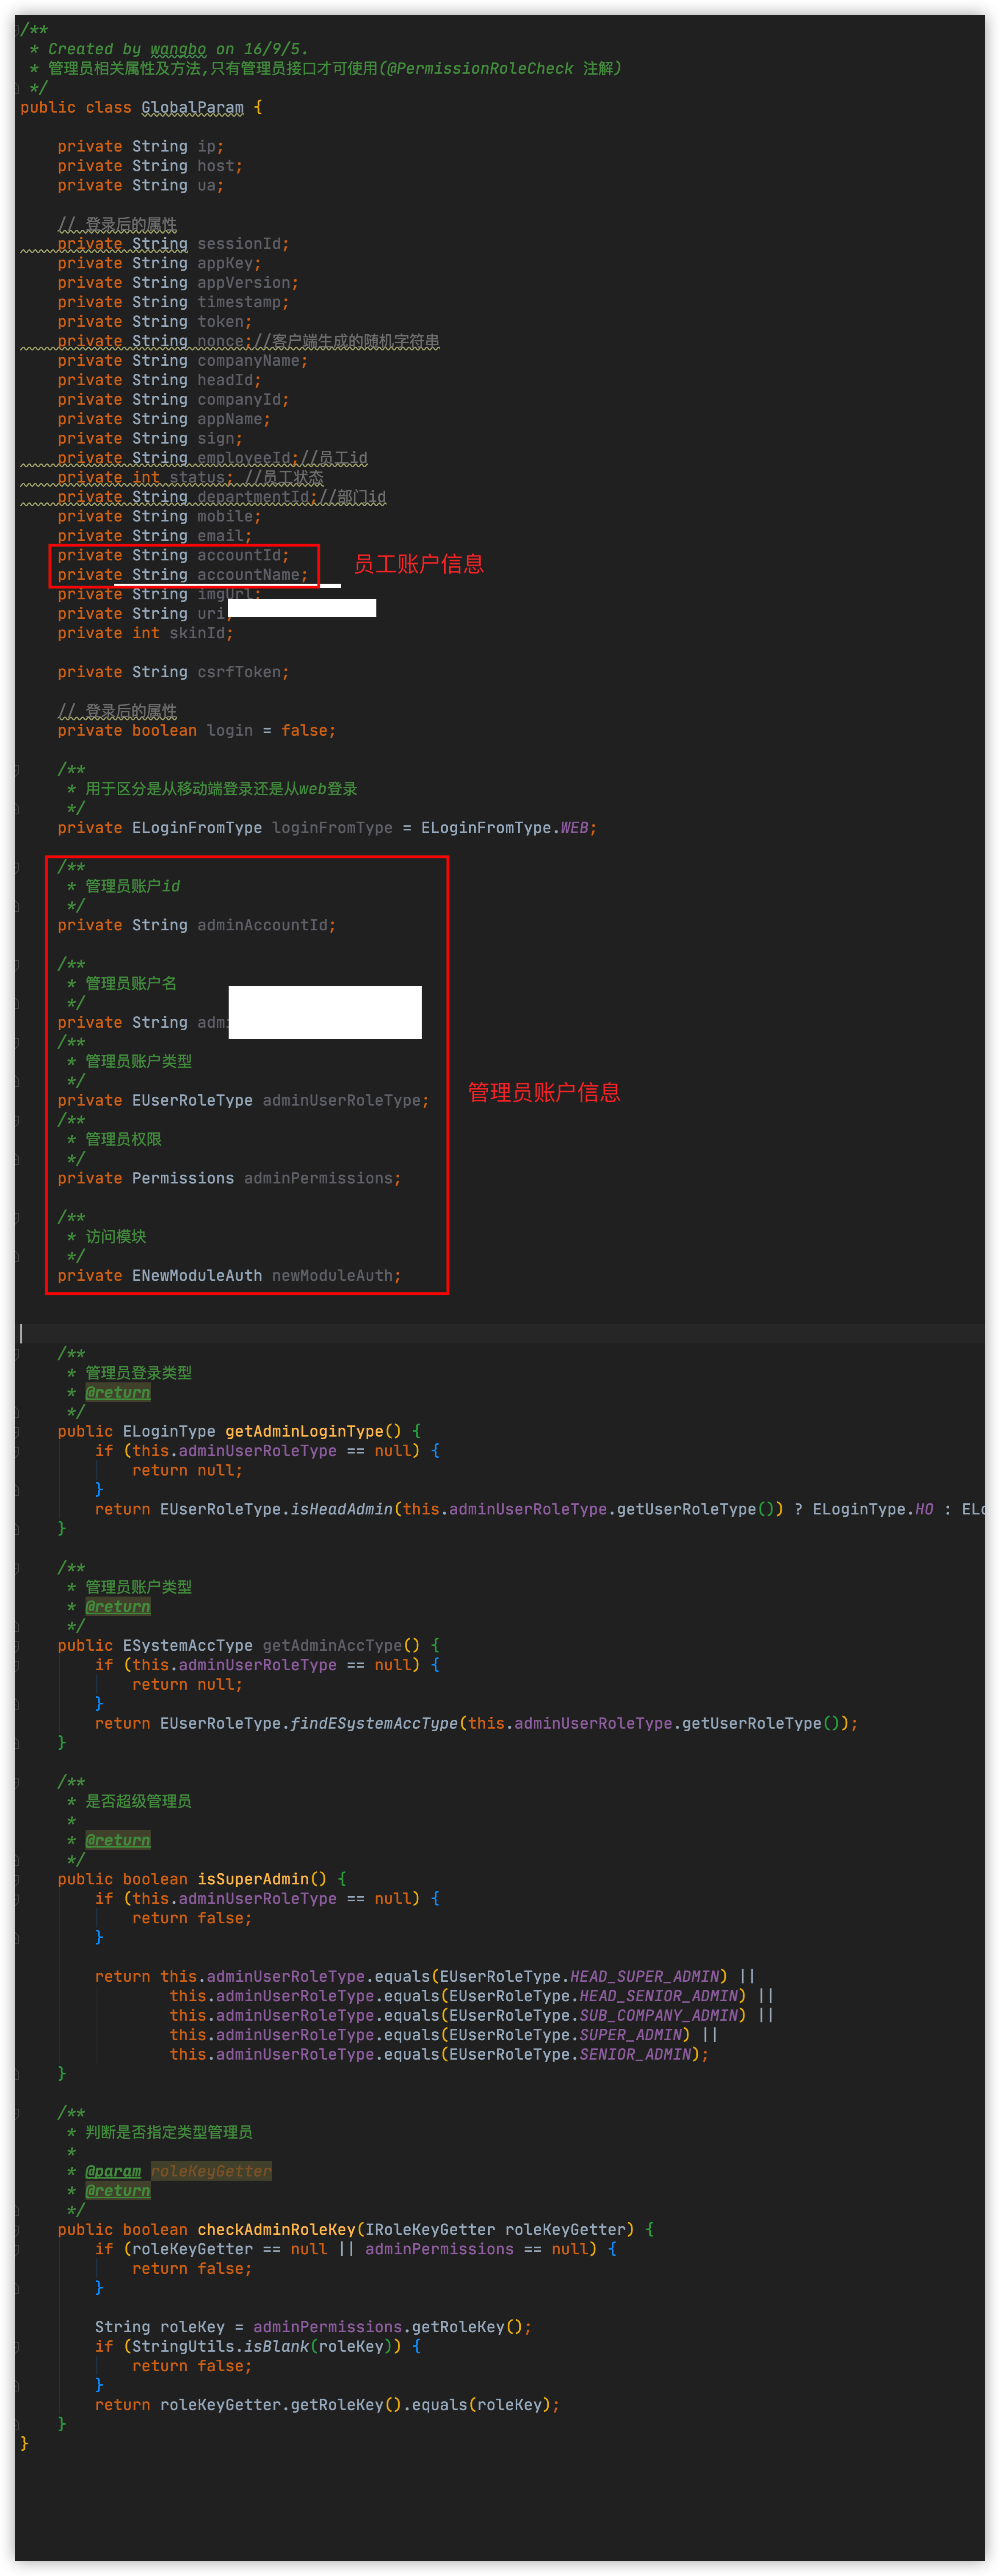 /**
 * Created by wangbo on 16/9/5.
 * 管理员相关属性及方法,只有管理员接口才可使用(@PermissionRoleCheck 注解)
 */
public class GlobalParam {
    private String ip;
    private String host;
    private String ua;
    // 登录后的属性
    private String sessionId;
    private String appKey;
    private String appVersion;
    private String timestamp;
    private String token;
    private String nonce;//客户端生成的随机字符串
    private String companyName;
    private String headId;
    private String companyId;
    private String appName;
    private String sign;
    private String employeeId;//员工id
    private int status; //员工状态
    private String departmentId;//部门id
    private String mobile;
    private String email;
    private String accountId;
员工账户信息
    private String accountName;
    private String imgUrl;
    private String uri;
    private int skinId;
    private String csrfToken;
    // 登录后的属性
    private boolean login = false;
    /**
     * 用于区分是从移动端登录还是从web登录
     */
    private ELoginFromType loginFromType = ELoginFromType.WEB;
    /**
     * 管理员账户id
     */
    private String adminAccountId;
    /**
     * 管理员账户名
     */
    private String adm
    /**
     * 管理员账户类型
     */
管理员账户信息
    private EUserRoleType adminUserRoleType;
    /**
     * 管理员权限
     */
    private Permissions adminPermissions;
    /**
     * 访问模块
     */
    private ENewModuleAuth newModuleAuth;
    /**
     * 管理员登录类型
     * @return
     */
    public ELoginType getAdminLoginType() {
        if (this.adminUserRoleType == null) {
            return null;
        }
        return EUserRoleType.isHeadAdmin(this.adminUserRoleType.getUserRoleType()) ? ELoginType.HO : ELo
    }
    /**
     * 管理员账户类型
     * @return
     */
    public ESystemAccType getAdminAccType() {
        if (this.adminUserRoleType == null) {
            return null;
        }
        return EUserRoleType.findESystemAccType(this.adminUserRoleType.getUserRoleType());
    }
    /**
     * 是否超级管理员
     *
     * @return
     */
    public boolean isSuperAdmin() {
        if (this.adminUserRoleType == null) {
            return false;
        }
        return this.adminUserRoleType.equals(EUserRoleType.HEAD_SUPER_ADMIN) ||
                this.adminUserRoleType.equals(EUserRoleType.HEAD_SENIOR_ADMIN) ||
                this.adminUserRoleType.equals(EUserRoleType.SUB_COMPANY_ADMIN) ||
                this.adminUserRoleType.equals(EUserRoleType.SUPER_ADMIN) ||
                this.adminUserRoleType.equals(EUserRoleType.SENIOR_ADMIN);
    }
    /**
     * 判断是否指定类型管理员
     *
     * @param roleKeyGetter
     * @return
     */
    public boolean checkAdminRoleKey(IRoleKeyGetter roleKeyGetter) {
        if (roleKeyGetter == null || adminPermissions == null) {
            return false;
        }
        String roleKey = adminPermissions.getRoleKey();
        if (StringUtils.isBlank(roleKey)) {
            return false;
        }
        return roleKeyGetter.getRoleKey().equals(roleKey);
    }
}